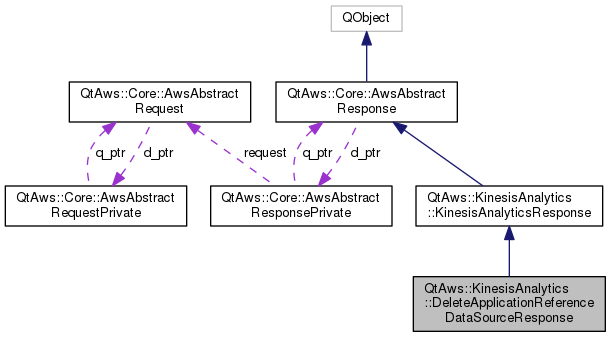 QObject
QtAws::Core::AwsAbstract
Request
QtAws::Core::AwsAbstract
Response
q_ptr
d_ptr
request
q_ptr
d_ptr
QtAws::Core::AwsAbstract
RequestPrivate
QtAws::Core::AwsAbstract
ResponsePrivate
QtAws::KinesisAnalytics
::KinesisAnalyticsResponse
QtAws::KinesisAnalytics
::DeleteApplicationReference
DataSourceResponse